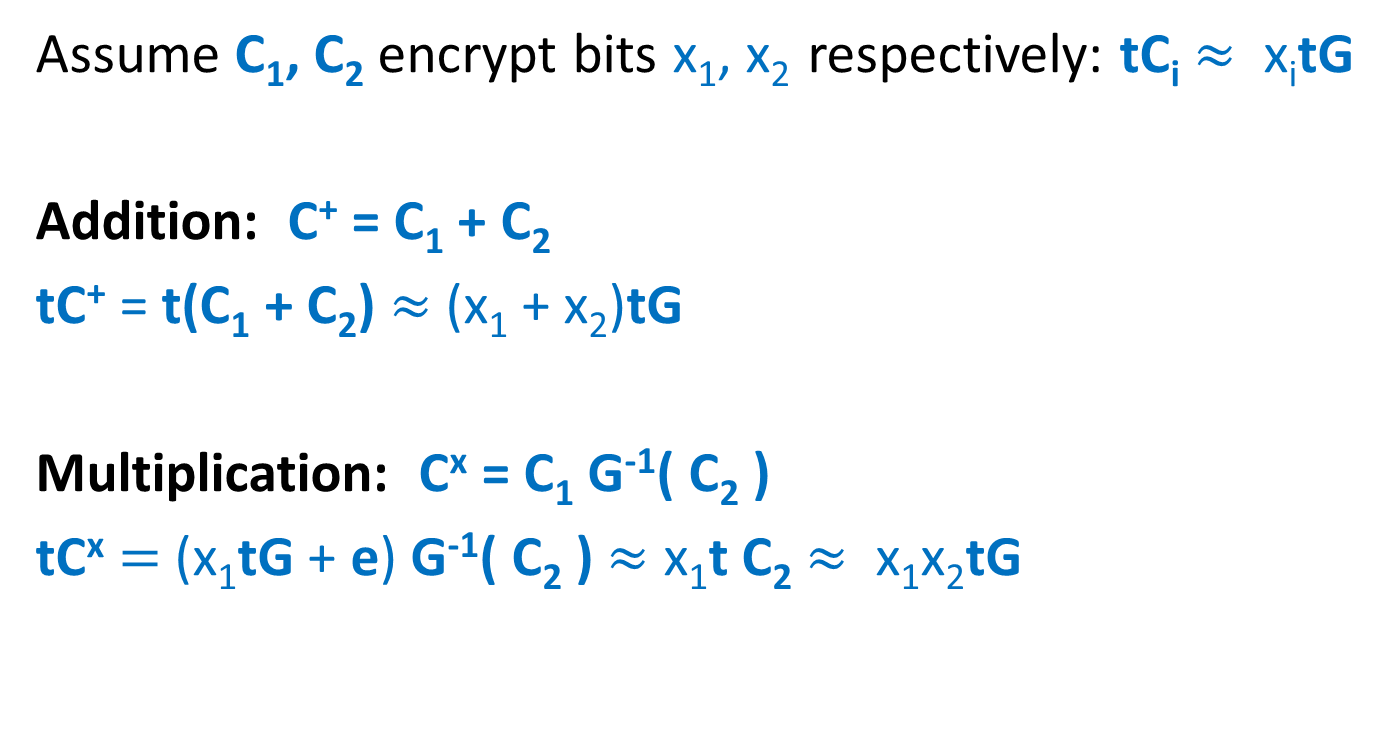 Assume C₁, C₂ encrypt bits x₁, x₂ respectively: tCᵢ ≈ xᵢtG
Addition: C⁺ = C₁ + C₂
tC⁺ = t(C₁ + C₂) ≈ (x₁ + x₂)tG
Multiplication: Cˣ = C₁ G⁻¹( C₂ )
tCˣ = (x₁tG + e) G⁻¹( C₂ ) ≈ x₁t C₂ ≈ x₁x₂tG